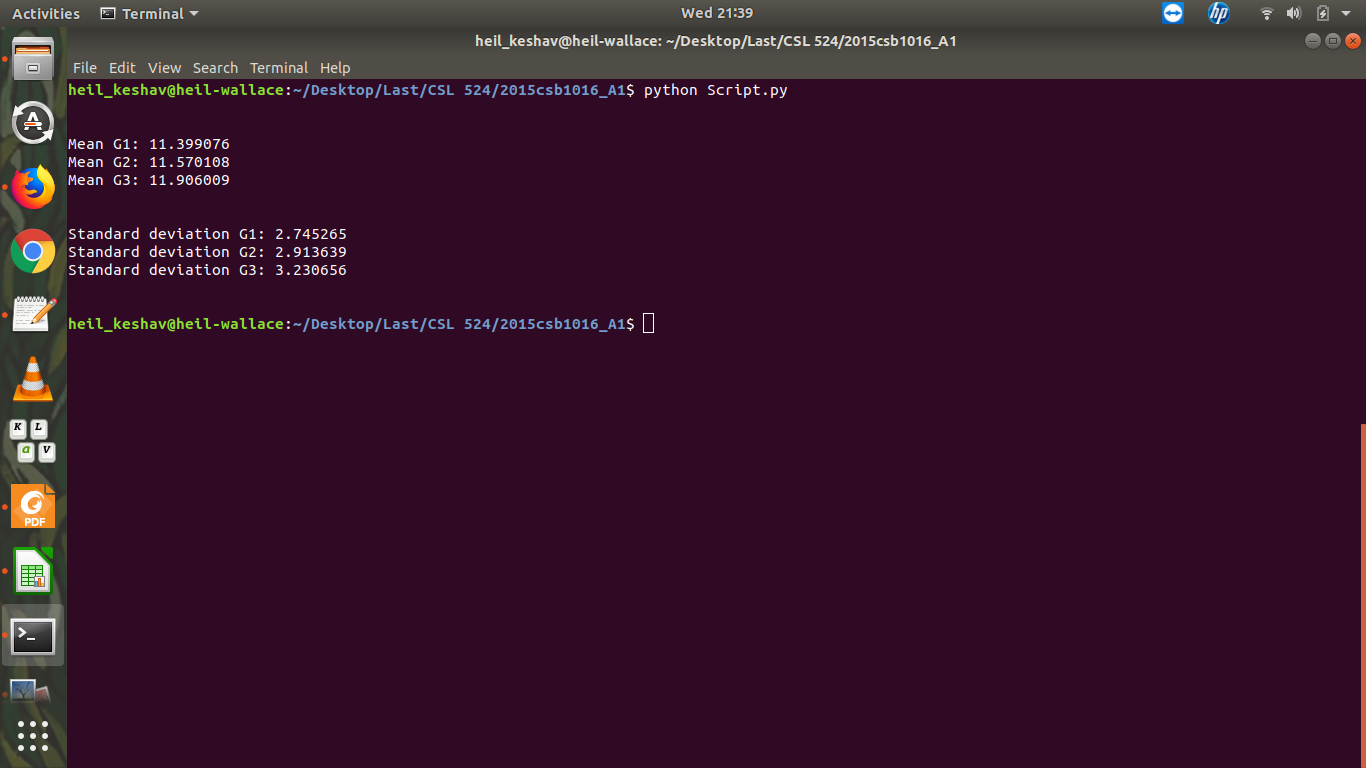 Activities Terminal Wed 21:39 hp
heil_keshav@heil-wallace: ~/Desktop/Last/CSL 524/2015csb1016_A1
File Edit View Search Terminal Help
heil_keshav@heil-wallace:~/Desktop/Last/CSL 524/2015csb1016_A1$ python Script.py
Mean G1: 11.399076
Mean G2: 11.570108
Mean G3: 11.906009
Standard deviation G1: 2.745265
Standard deviation G2: 2.913639
Standard deviation G3: 3.230656
heil_keshav@heil-wallace:~/Desktop/Last/CSL 524/2015csb1016_A1$
A
K L
a V
PDF
>_